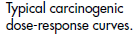 Typical carcinogenic
dose-response curves.